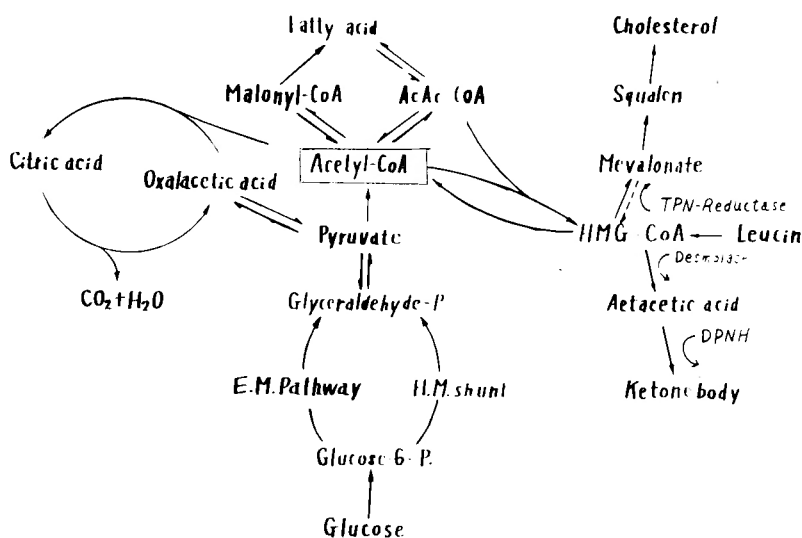 Fatty acid
Cholesterol
Malonyl-CoA
AcAc CoA
Squalen
Citric acid
Oxalacetic acid
Acetyl-CoA
Mevalonate
TPN-Reductase
Pyruvate
HMG-CoA
Leucin
CO₂+H₂O
Glyceraldehyde-P
Aetacetic acid
DPNH
E.M.Pathway
H.M.shunt
Ketone body
Glucose-6-P.
Glucose